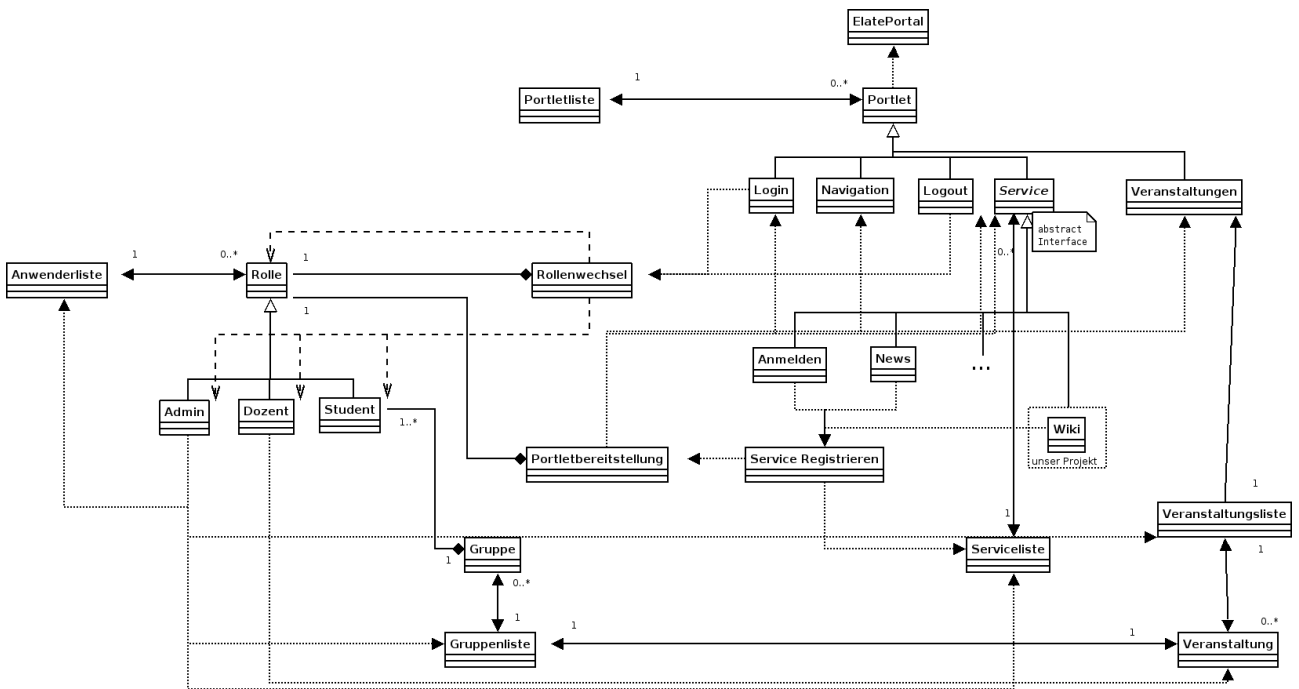 ElatePortal
1
0..*
Portletliste
Portlet
Login
Navigation
Logout
Service
Veranstaltungen
abstract
Interface
0..*
1
0..*
1
Anwenderliste
Rolle
Rollenwechsel
1
Anmelden
News
...
Admin
Dozent
Student
1..*
Wiki
unser Projekt
Portletbereitstellung
Service Registrieren
1
1
Veranstaltungsliste
Gruppe
1
Serviceliste
1
0..*
1
1
1
0..*
Gruppenliste
Veranstaltung